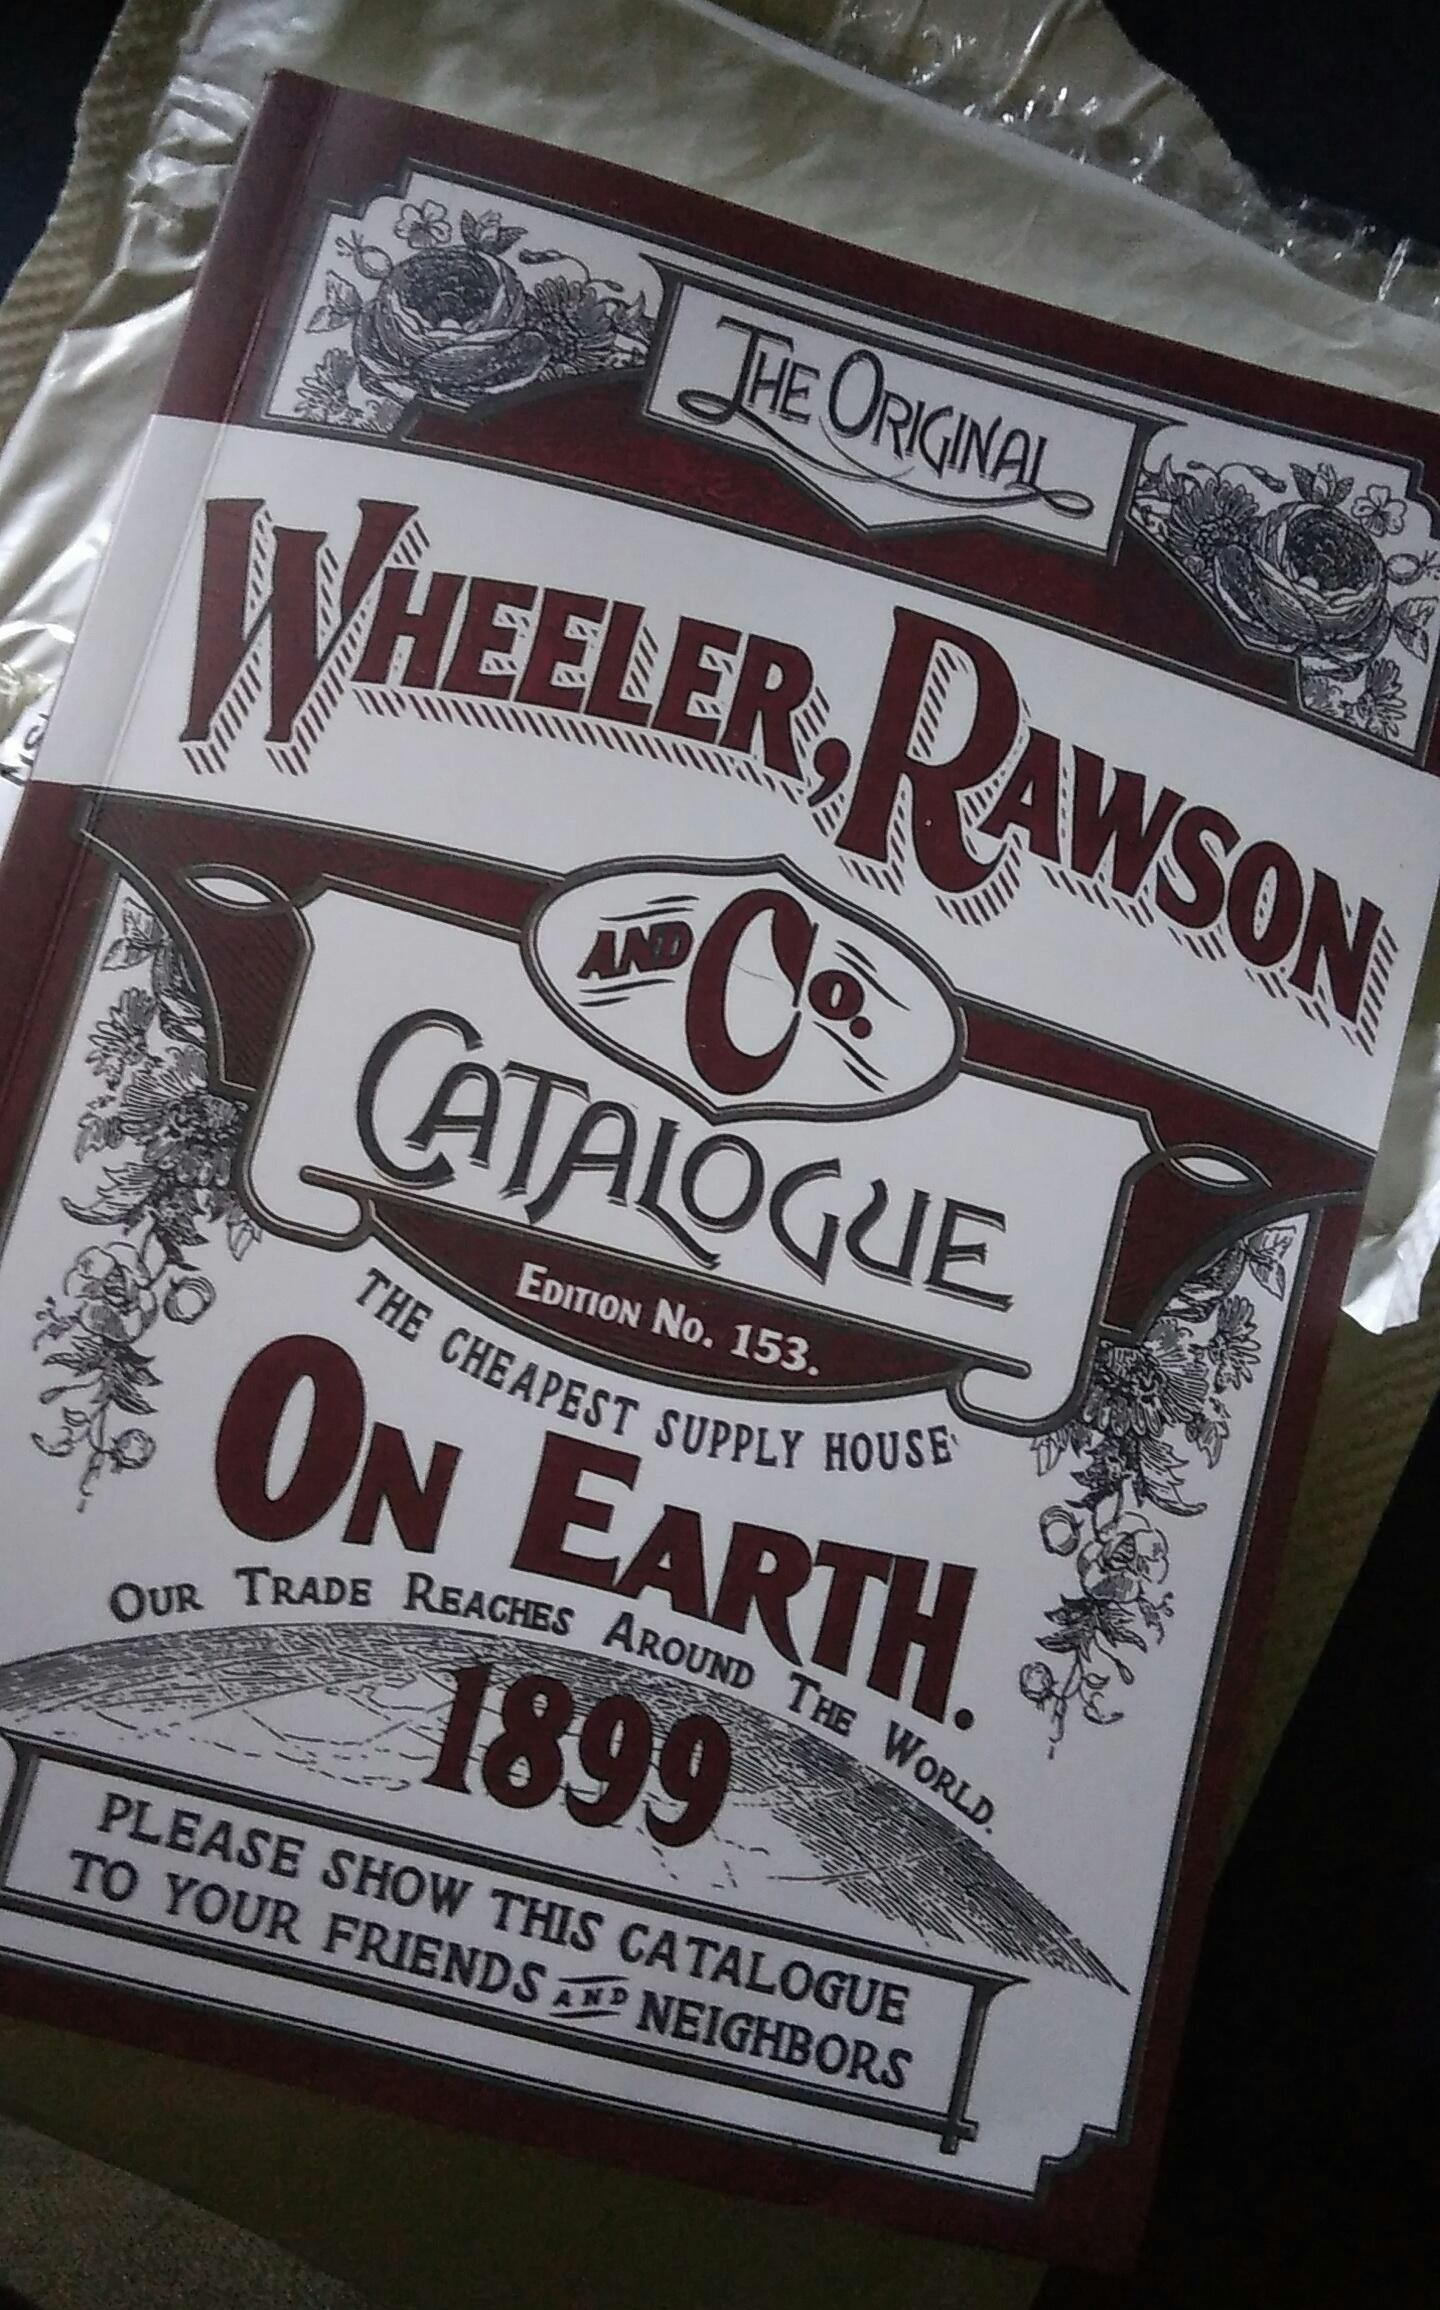 THE ORIGINAL
WHEELER, RAWSON
AND CO.
CATALOGUE
EDITION NO. 153.
THE CHEAPEST SUPPLY HOUSE
ON EARTH.
OUR TRADE REACHES AROUND THE WORLD.
1899
PLEASE SHOW THIS CATALOGUE
TO YOUR FRIENDS AND NEIGHBORS